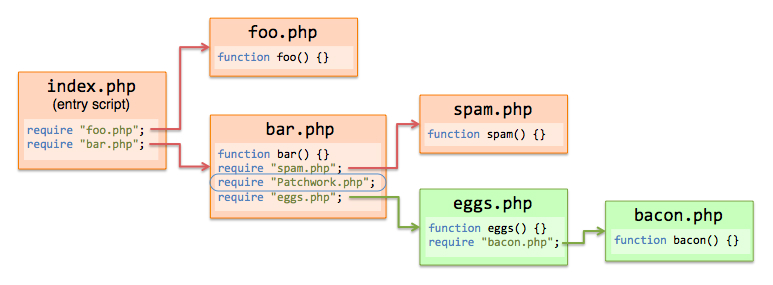 foo.php
function foo() {}
index.php
(entry script)
require "foo.php";
require "bar.php";
bar.php
function bar() {}
require "spam.php";
require "Patchwork.php";
require "eggs.php";
spam.php
function spam() {}
eggs.php
function eggs() {}
require "bacon.php";
bacon.php
function bacon() {}